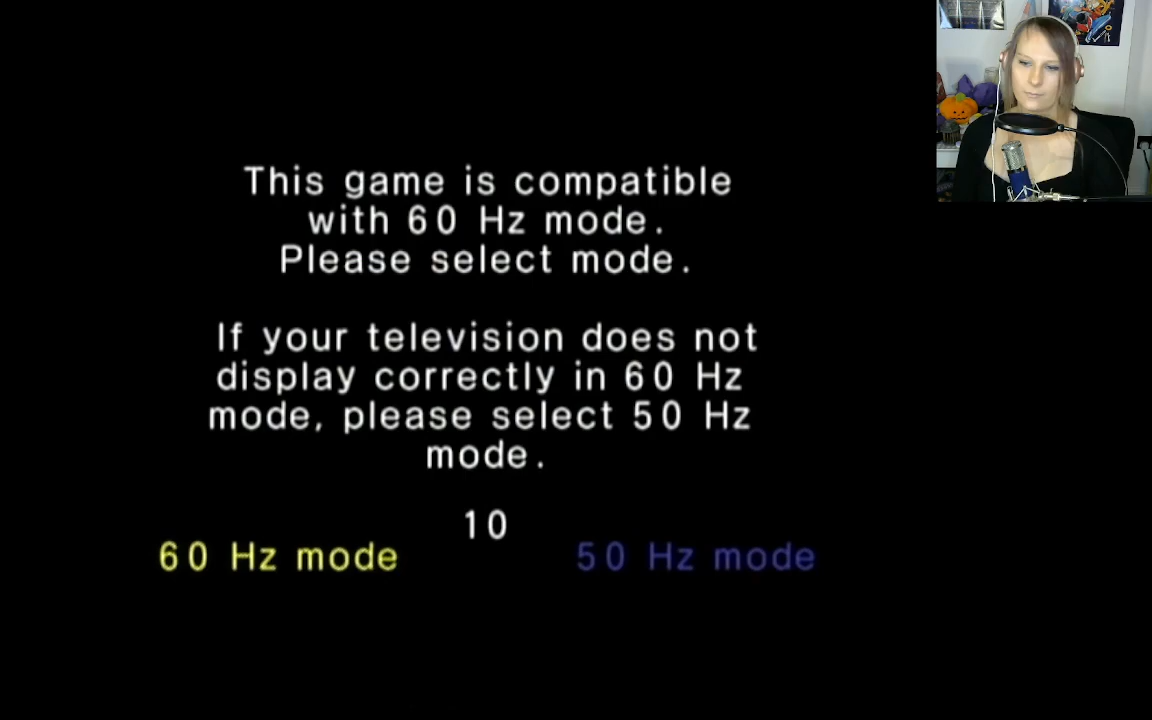 This game is compatible
with 60 Hz mode.
Please select mode.
If your television does not
display correctly in 60 Hz
mode, please select 50 Hz
mode.
10
60 Hz mode
50 Hz mode